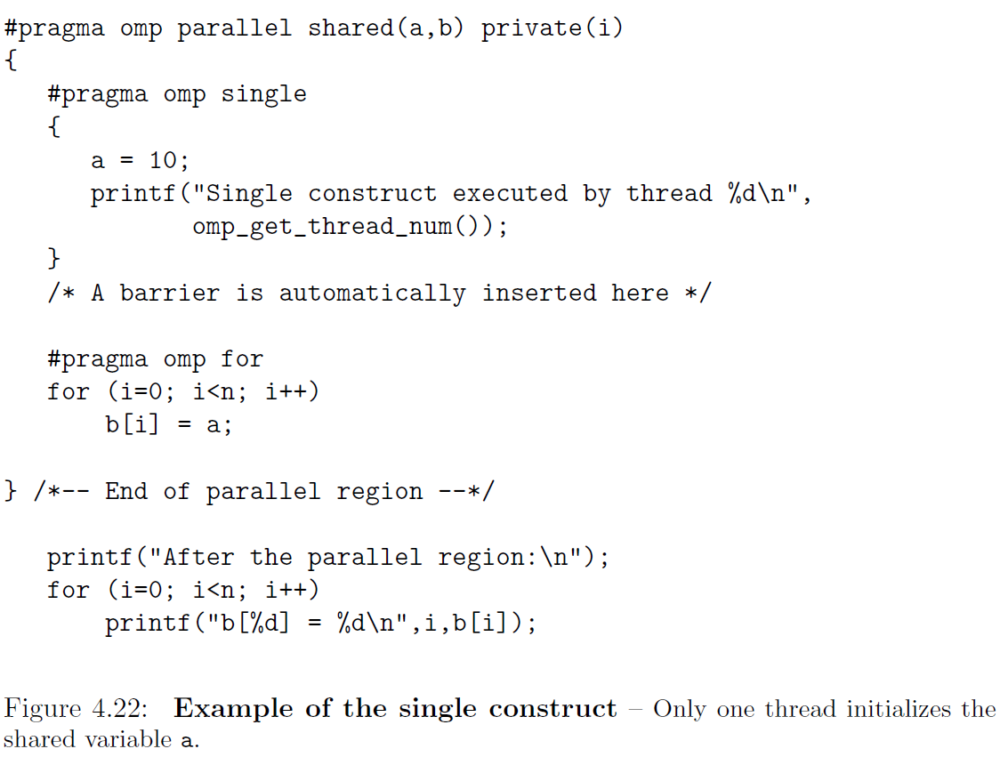 #pragma omp parallel shared(a,b) private(i)
{
   #pragma omp single
   {
      a = 10;
      printf("Single construct executed by thread %d\n",
             omp_get_thread_num());
   }
   /* A barrier is automatically inserted here */

   #pragma omp for
   for (i=0; i<n; i++)
       b[i] = a;

} /*-- End of parallel region --*/

   printf("After the parallel region:\n");
   for (i=0; i<n; i++)
       printf("b[%d] = %d\n",i,b[i]);

Figure 4.22: Example of the single construct – Only one thread initializes the
shared variable a.